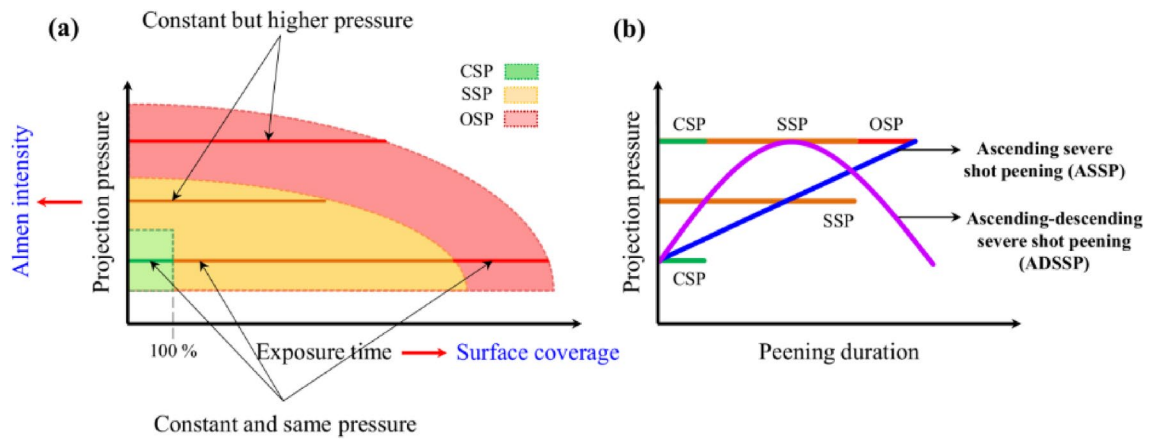 (a)
Constant but higher pressure
CSP
SSP
OSP
Almen intensity
Projection pressure
100 %
Exposure time
Surface coverage
Constant and same pressure
(b)
Projection pressure
CSP
SSP
OSP
Ascending severe
shot peening (ASSP)
SSP
Ascending-descending
severe shot peening
(ADSSP)
CSP
Peening duration